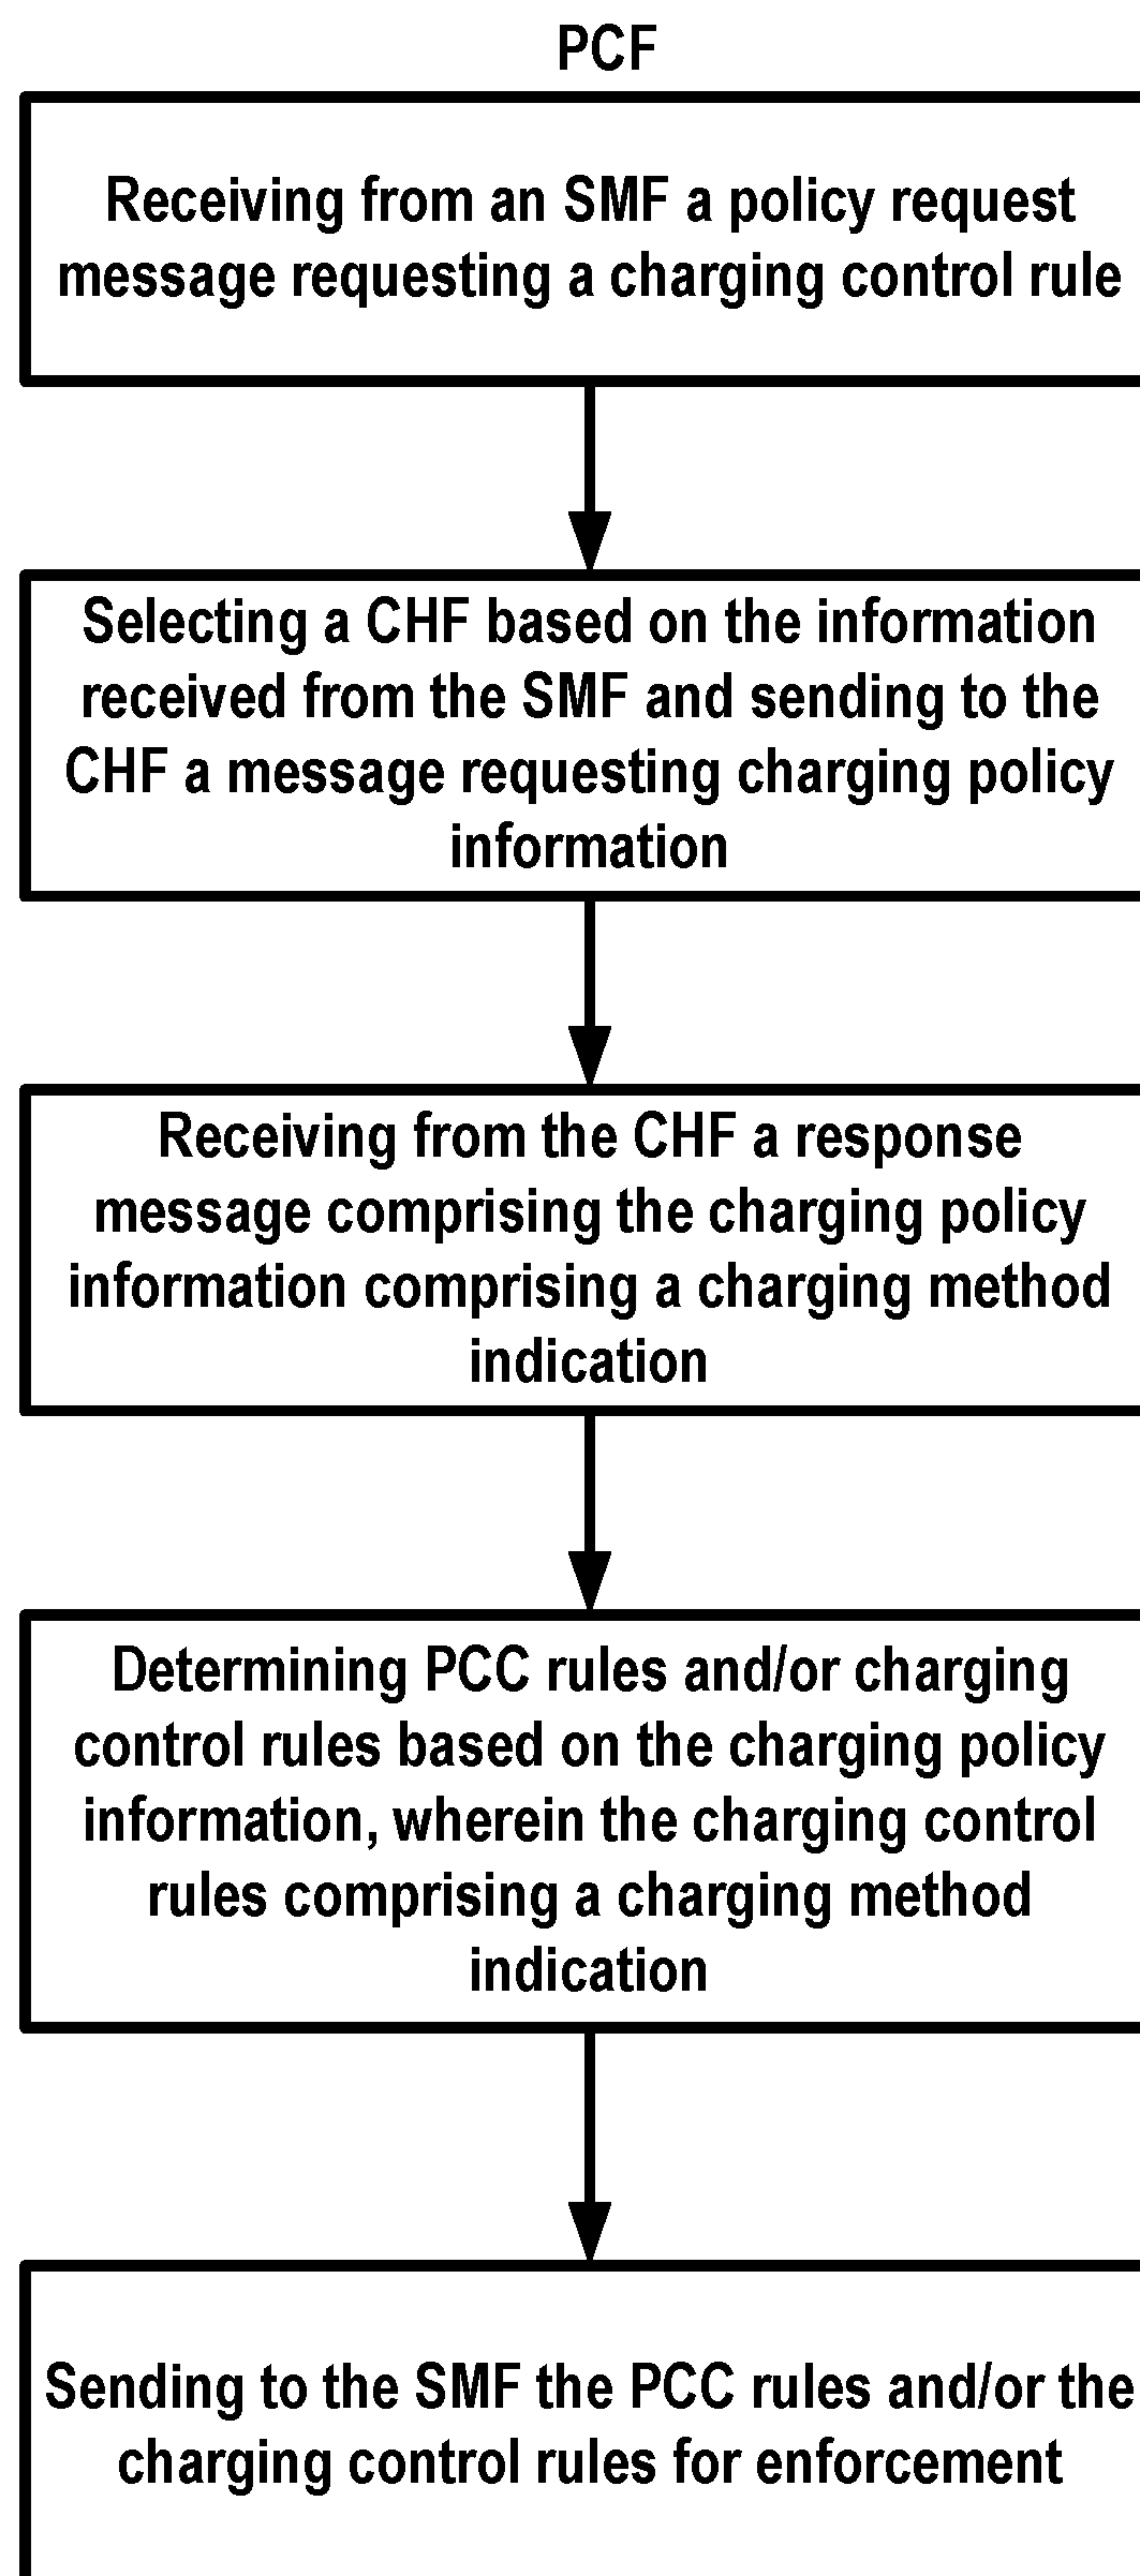 PCF
Receiving from an SMF a policy request
message requesting a charging control rule
Selecting a CHF based on the information
received from the SMF and sending to the
CHF a message requesting charging policy
information
Receiving from the CHF a response
message comprising the charging policy
information comprising a charging method
indication
Determining PCC rules and/or charging
control rules based on the charging policy
information, wherein the charging control
rules comprising a charging method
indication
Sending to the SMF the PCC rules and/or the
charging control rules for enforcement